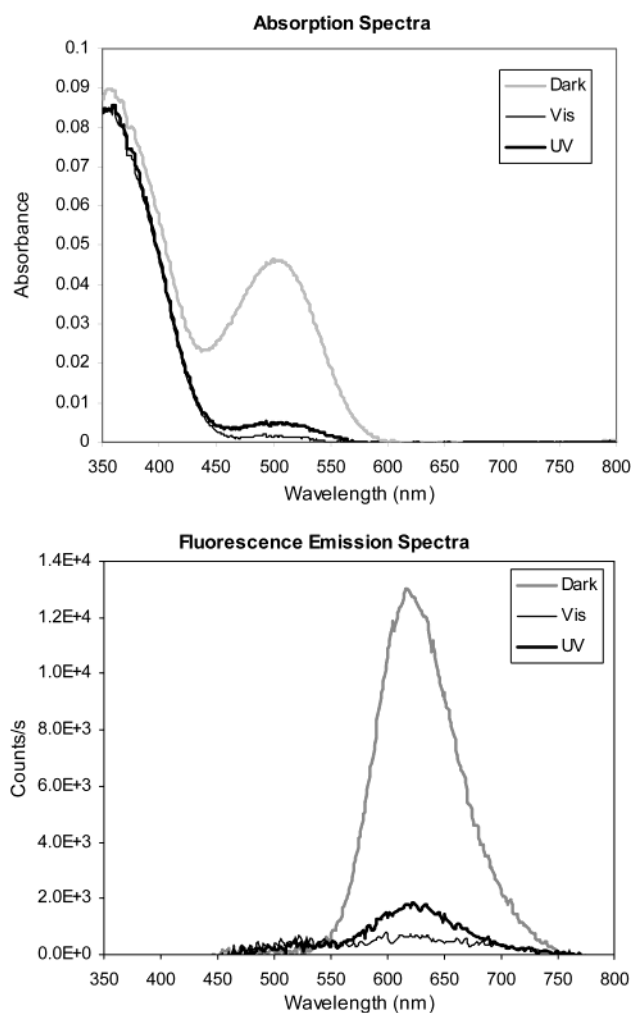 Absorption Spectra
0.1
0.09
0.08
0.07
0.06
0.05
0.04
0.03
0.02
0.01
0
Absorbance
Dark
Vis
UV
350 400 450 500 550 600 650 700 750 800
Wavelength (nm)
Fluorescence Emission Spectra
1.4E+4
1.2E+4
1.0E+4
8.0E+3
6.0E+3
4.0E+3
2.0E+3
0.0E+0
Counts/s
Dark
Vis
UV
350 400 450 500 550 600 650 700 750 800
Wavelength (nm)